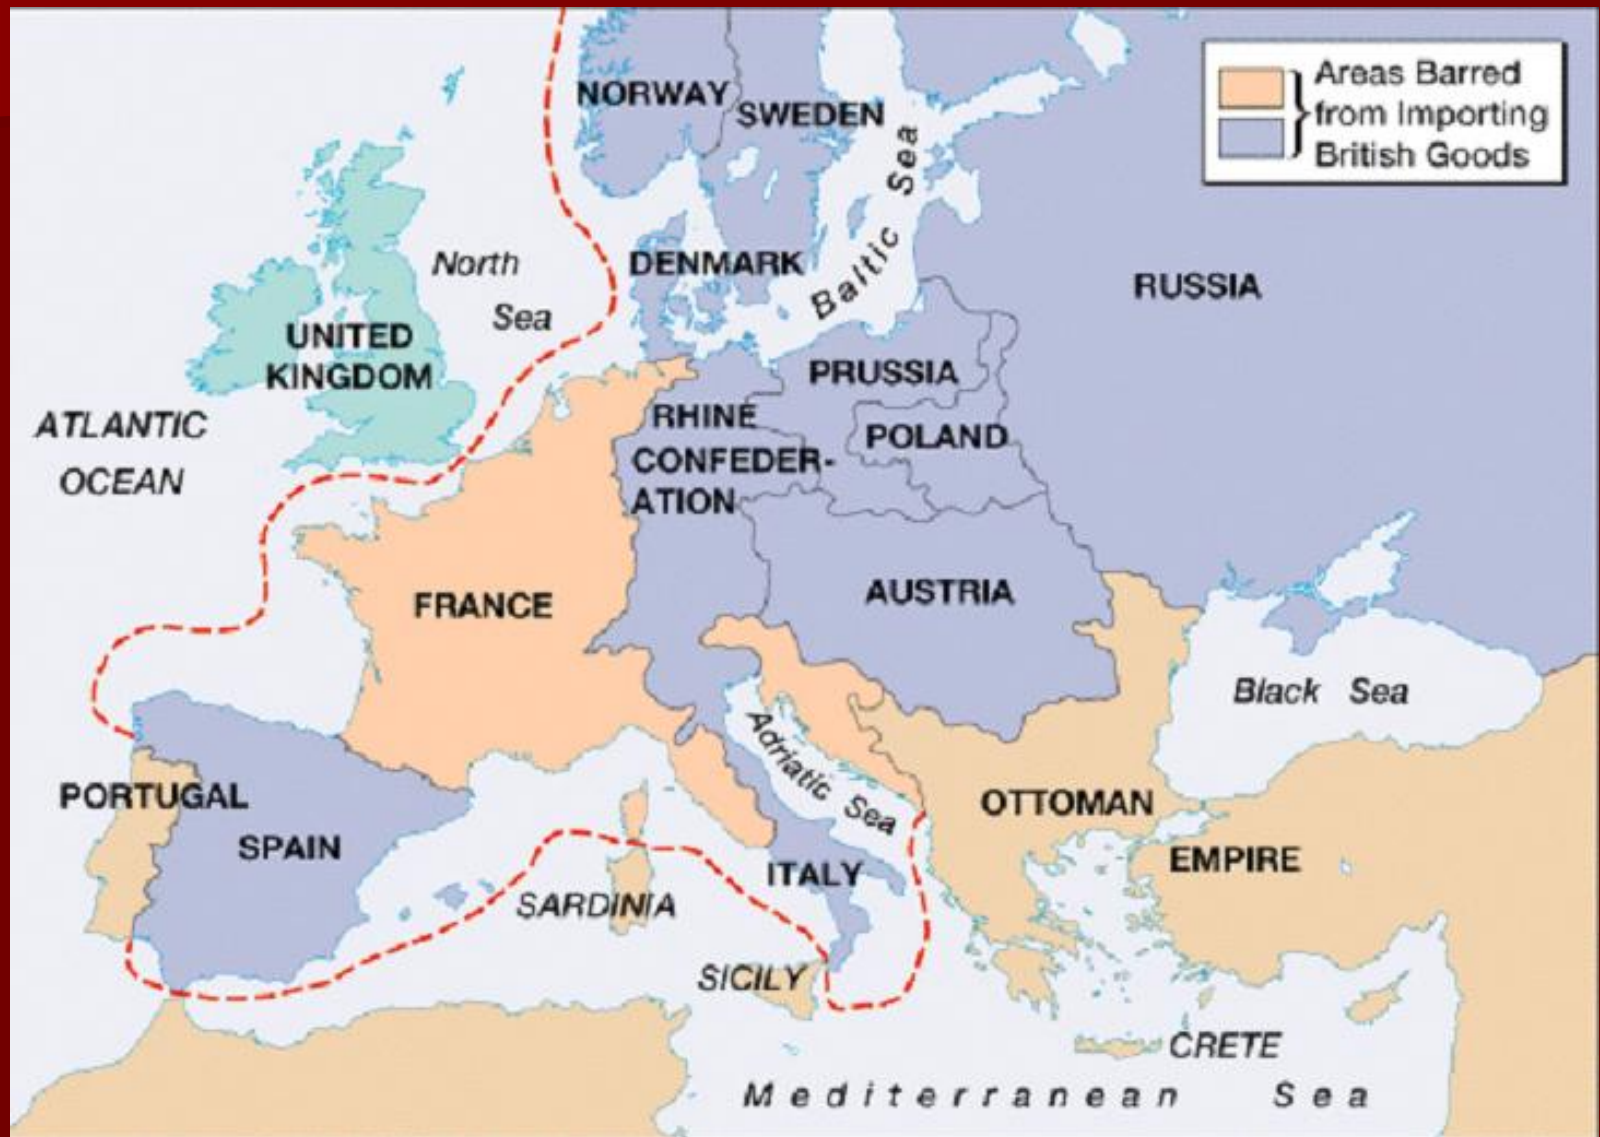 NORWAY
SWEDEN
Areas Barred
from Importing
British Goods
Baltic Sea
North
Sea
DENMARK
RUSSIA
UNITED
KINGDOM
PRUSSIA
ATLANTIC
OCEAN
RHINE
CONFEDER-
ATION
POLAND
FRANCE
AUSTRIA
Black Sea
Adriatic Sea
PORTUGAL
SPAIN
OTTOMAN
EMPIRE
ITALY
SARDINIA
SICILY
CRETE
Mediterranean Sea